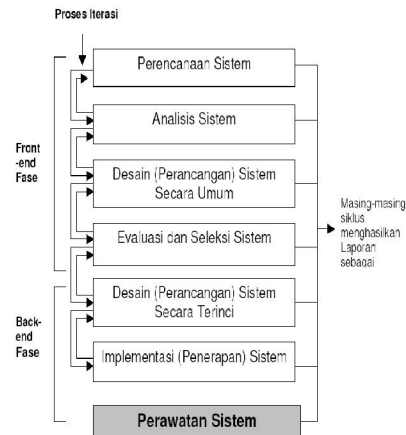 Proses Iterasi
Perencanaan Sistem
Analisis Sistem
Front
-end
Fase
Desain (Perancangan) Sistem
Secara Umum
Masing-masing
siklus
menghasilkan
Laporan
sebagai
Evaluasi dan Seleksi Sistem
Desain (Perancangan) Sistem
Secara Terinci
Back-
end
Fase
Implementasi (Penerapan) Sistem
Perawatan Sistem